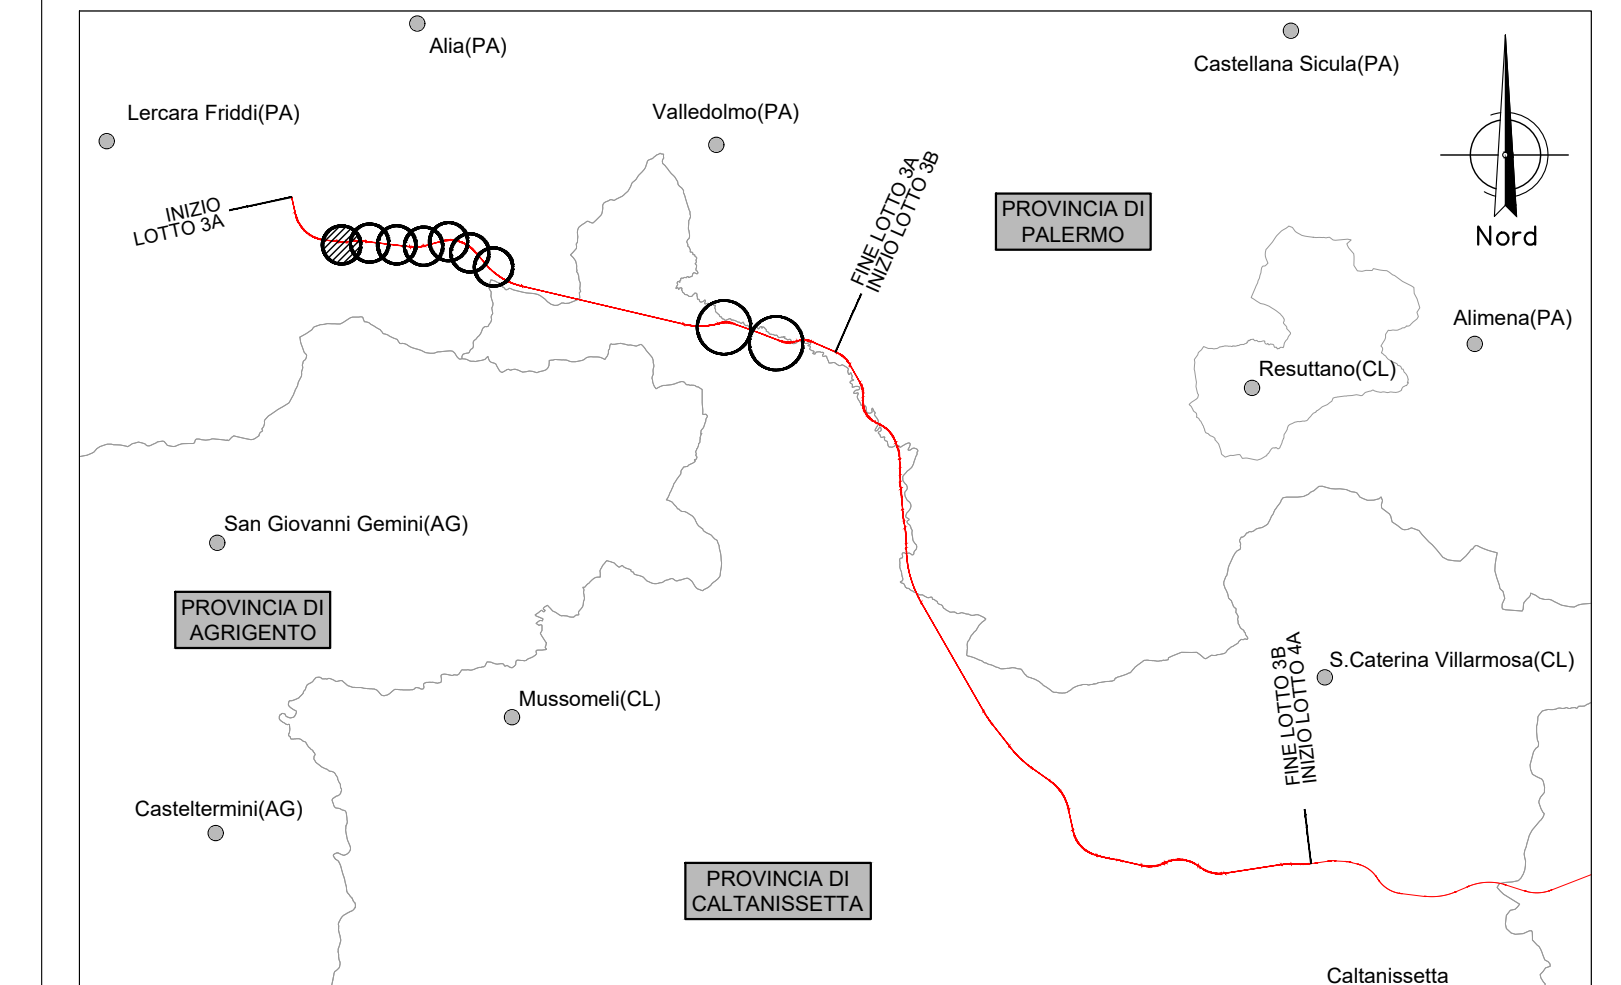 Alia(PA)
Castellana Sicula(PA)
Lercara Friddi(PA)
Valledolmo(PA)
INIZIO
LOTTO 3A
FINE LOTTO 3A
INIZIO LOTTO 3B
PROVINCIA DI
PALERMO
Nord
Alimena(PA)
Resuttano(CL)
San Giovanni Gemini(AG)
PROVINCIA DI
AGRIGENTO
S.Caterina Villarmosa(CL)
FINE LOTTO 3B
INIZIO LOTTO 4A
Mussomeli(CL)
Casteltermini(AG)
PROVINCIA DI
CALTANISSETTA
Caltanissetta